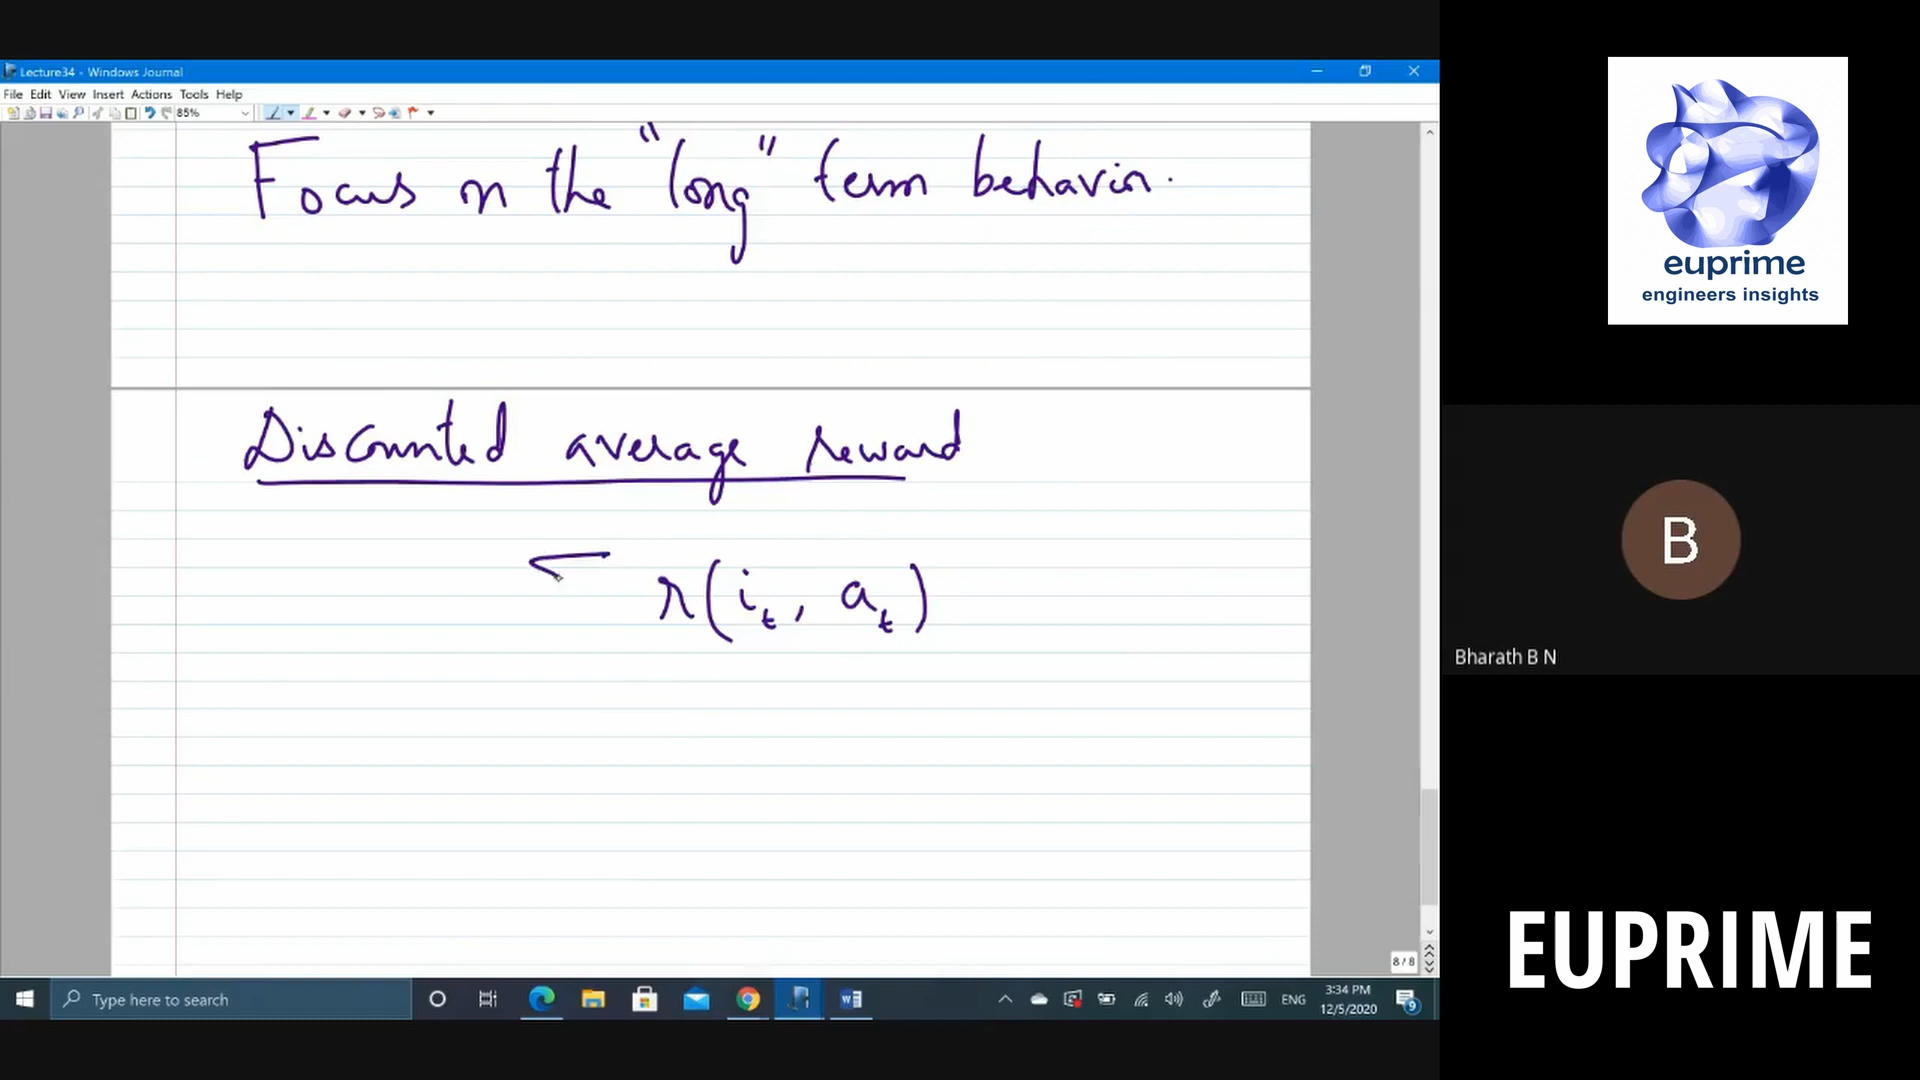 Lecture34 - Windows Journal
File Edit View Insert Actions Tools Help
85%
Focus on the "long" term behavior.
Discounted average reward
r(i_t, a_t)
8 / 8
Type here to search
ENG
3:34 PM
12/5/2020
9
euprime
engineers insights
B
Bharath B N
EUPRIME